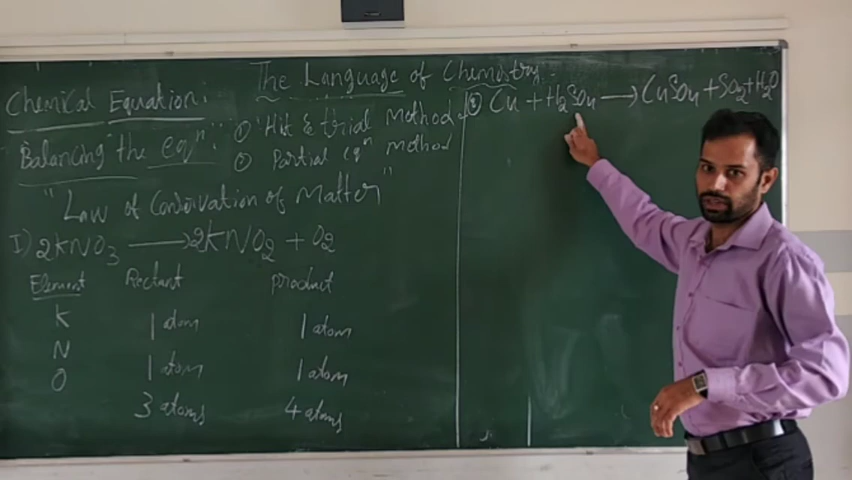 The Language of Chemistry.
Chemical Equation:
Balancing the eqⁿ:
① Hit & trial Method
② Partial eqⁿ method
"Law of Conservation of Matter"
I) 2KNO₃ → 2KNO₂ + O₂
Element Rectant product
K 1 atom 1 atom
N 1 atom 1 atom
O 3 atoms 4 atoms
② Cu + H₂SO₄ → CuSO₄ + SO₂ + H₂O